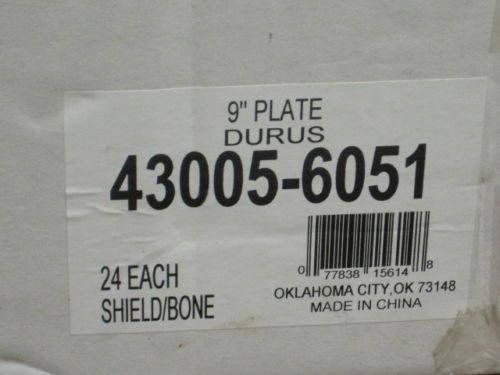 9" PLATE
DURUS
43005-6051
0 77838 15614 8
24 EACH
SHIELD/BONE
OKLAHOMA CITY,OK 73148
MADE IN CHINA